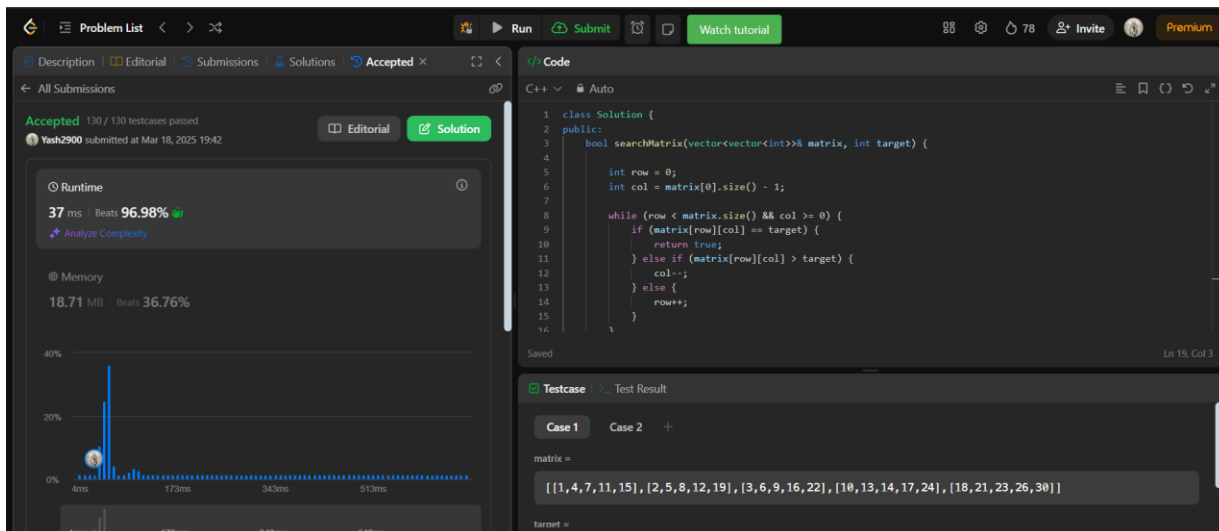 Problem List
Run
Submit
Watch tutorial
78
Invite
Premium
Description | Editorial | Submissions | Solutions | Accepted ×
← All Submissions
Accepted 130 / 130 testcases passed
Yash2900 submitted at Mar 18, 2025 19:42
Editorial
Solution
Runtime
37 ms | Beats 96.98%
Analyze Complexity
Memory
18.71 MB | Beats 36.76%
40%
20%
0%
4ms 173ms 343ms 513ms
</> Code
C++ Auto
1 class Solution {
2 public:
3 bool searchMatrix(vector<vector<int>>& matrix, int target) {
4
5 int row = 0;
6 int col = matrix[0].size() - 1;
7
8 while (row < matrix.size() && col >= 0) {
9 if (matrix[row][col] == target) {
10 return true;
11 } else if (matrix[row][col] > target) {
12 col--;
13 } else {
14 row++;
15 }
16 }
Saved
Ln 19, Col 3
Testcase | >_ Test Result
Case 1 Case 2 +
matrix =
[[1,4,7,11,15],[2,5,8,12,19],[3,6,9,16,22],[10,13,14,17,24],[18,21,23,26,30]]
target =